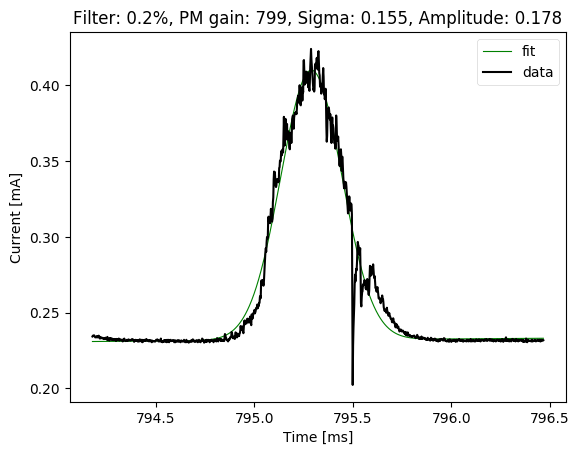 Filter: 0.2%, PM gain: 799, Sigma: 0.155, Amplitude: 0.178
fit
data
0.40
0.35
0.30
0.25
0.20
Current [mA]
794.5 795.0 795.5 796.0 796.5
Time [ms]